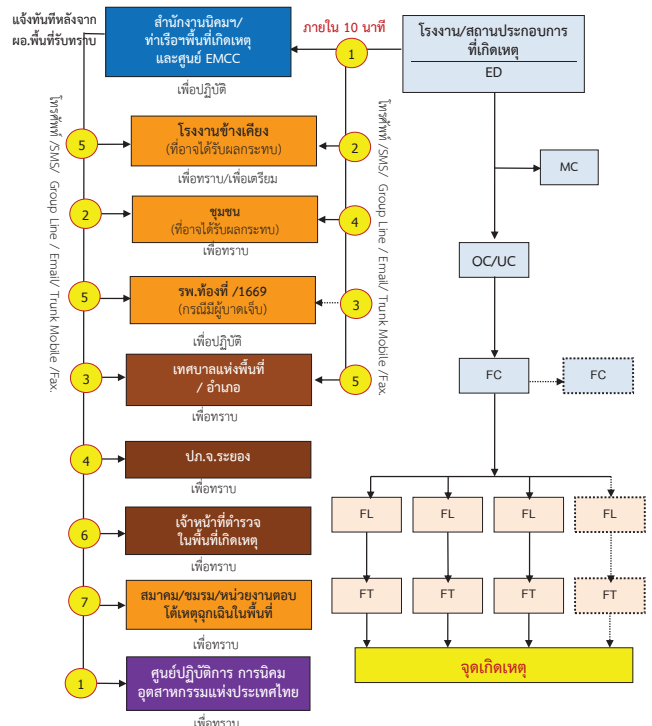 แจ้งทันทีหลังจาก
ผอ.พื้นที่รับทราบ
สำนักงานนิคมฯ/
ท่าเรือฯพื้นที่เกิดเหตุ
และศูนย์ EMCC
เพื่อปฏิบัติ
ภายใน 10 นาที
1
โรงงาน/สถานประกอบการ
ที่เกิดเหตุ
ED
โทรศัพท์ /SMS/ Group Line / Email/ Trunk Mobile /Fax.
5
โรงงานข้างเคียง
(ที่อาจได้รับผลกระทบ)
เพื่อทราบ/เพื่อเตรียม
2
2
ชุมชน
(ที่อาจได้รับผลกระทบ)
เพื่อทราบ
4
5
รพ.ท้องที่ /1669
(กรณีมีผู้บาดเจ็บ)
เพื่อปฏิบัติ
3
3
เทศบาลแห่งพื้นที่
/ อำเภอ
เพื่อทราบ
5
โทรศัพท์ /SMS/ Group Line / Email/ Trunk Mobile /Fax.
4
ปภ.จ.ระยอง
เพื่อทราบ
6
เจ้าหน้าที่ตำรวจ
ในพื้นที่เกิดเหตุ
เพื่อทราบ
7
สมาคม/ชมรม/หน่วยงานตอบ
โต้เหตุฉุกเฉินในพื้นที่
เพื่อทราบ
1
ศูนย์ปฏิบัติการ การนิคม
อุตสาหกรรมแห่งประเทศไทย
เพื่อทราบ
MC
OC/UC
FC
FC
FL
FL
FL
FL
FT
FT
FT
FT
จุดเกิดเหตุ